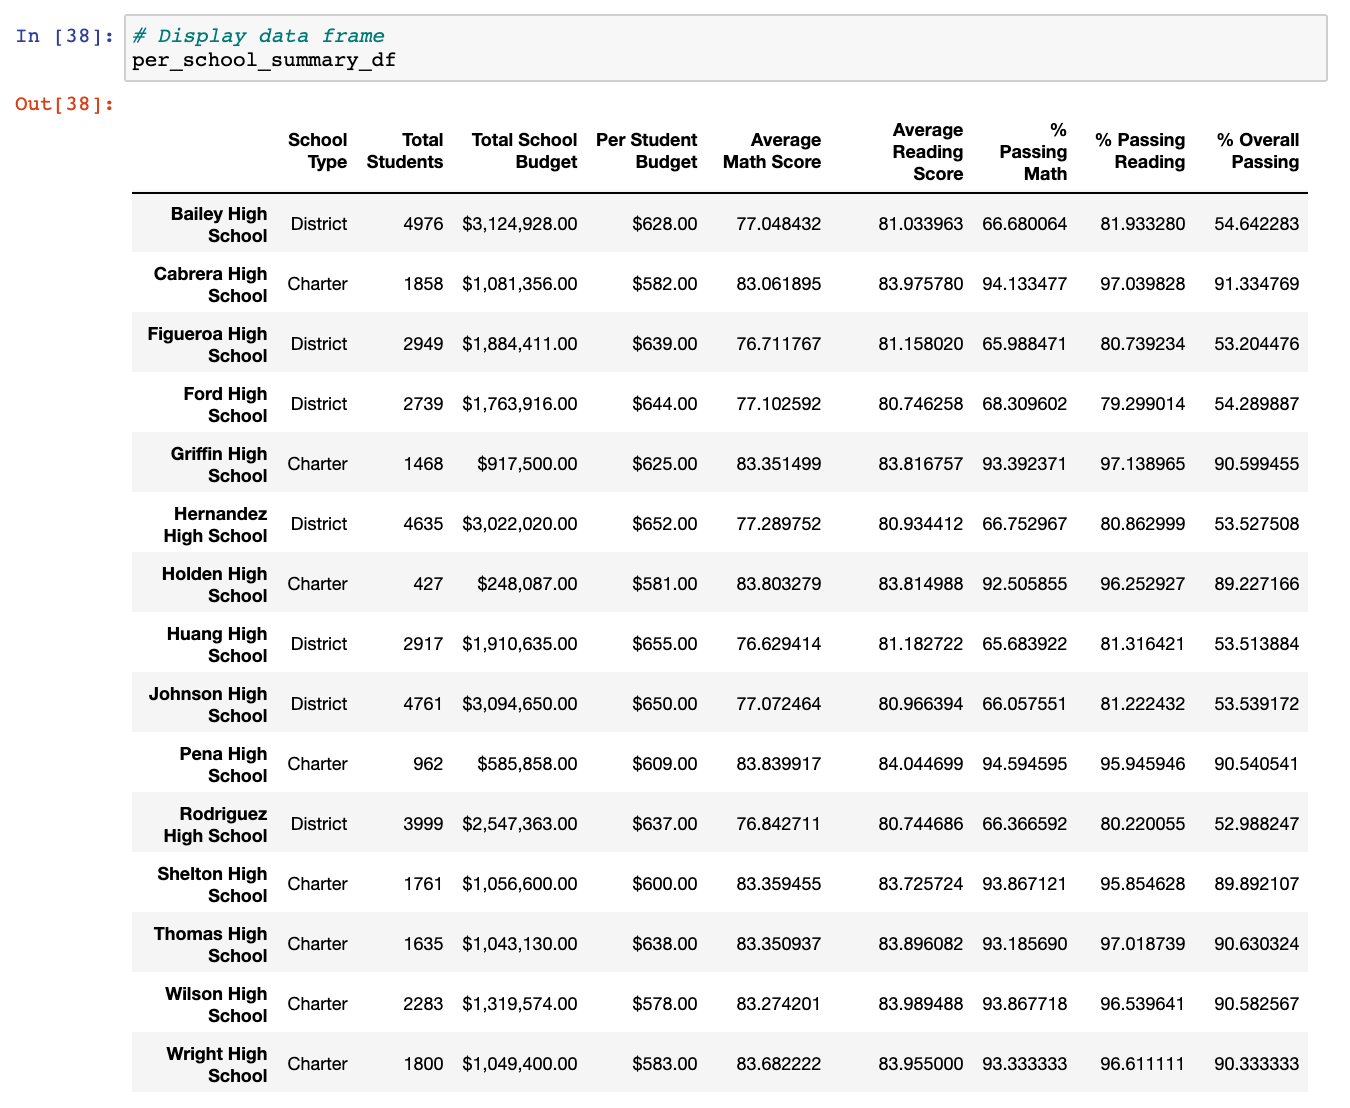 In [38]: # Display data frame
per_school_summary_df
Out[38]:
School Type Total Students Total School Budget Per Student Budget Average Math Score Average Reading Score % Passing Math % Passing Reading % Overall Passing
Bailey High School District 4976 $3,124,928.00 $628.00 77.048432 81.033963 66.680064 81.933280 54.642283
Cabrera High School Charter 1858 $1,081,356.00 $582.00 83.061895 83.975780 94.133477 97.039828 91.334769
Figueroa High School District 2949 $1,884,411.00 $639.00 76.711767 81.158020 65.988471 80.739234 53.204476
Ford High School District 2739 $1,763,916.00 $644.00 77.102592 80.746258 68.309602 79.299014 54.289887
Griffin High School Charter 1468 $917,500.00 $625.00 83.351499 83.816757 93.392371 97.138965 90.599455
Hernandez High School District 4635 $3,022,020.00 $652.00 77.289752 80.934412 66.752967 80.862999 53.527508
Holden High School Charter 427 $248,087.00 $581.00 83.803279 83.814988 92.505855 96.252927 89.227166
Huang High School District 2917 $1,910,635.00 $655.00 76.629414 81.182722 65.683922 81.316421 53.513884
Johnson High School District 4761 $3,094,650.00 $650.00 77.072464 80.966394 66.057551 81.222432 53.539172
Pena High School Charter 962 $585,858.00 $609.00 83.839917 84.044699 94.594595 95.945946 90.540541
Rodriguez High School District 3999 $2,547,363.00 $637.00 76.842711 80.744686 66.366592 80.220055 52.988247
Shelton High School Charter 1761 $1,056,600.00 $600.00 83.359455 83.725724 93.867121 95.854628 89.892107
Thomas High School Charter 1635 $1,043,130.00 $638.00 83.350937 83.896082 93.185690 97.018739 90.630324
Wilson High School Charter 2283 $1,319,574.00 $578.00 83.274201 83.989488 93.867718 96.539641 90.582567
Wright High School Charter 1800 $1,049,400.00 $583.00 83.682222 83.955000 93.333333 96.611111 90.333333